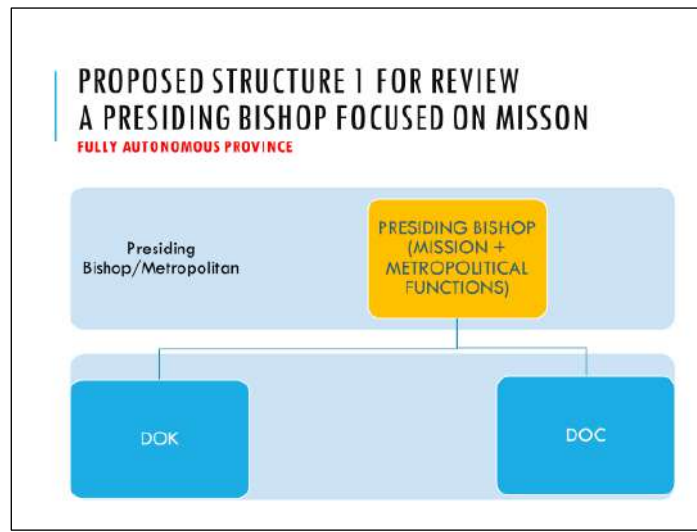 PROPOSED STRUCTURE 1 FOR REVIEW
A PRESIDING BISHOP FOCUSED ON MISSON
FULLY AUTONOMOUS PROVINCE
Presiding
Bishop/Metropolitan
PRESIDING BISHOP
(MISSION +
METROPOLITICAL
FUNCTIONS)
DOK
DOC